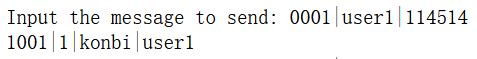 Input the message to send: 0001|user1|114514
1001|1|konbi|user1